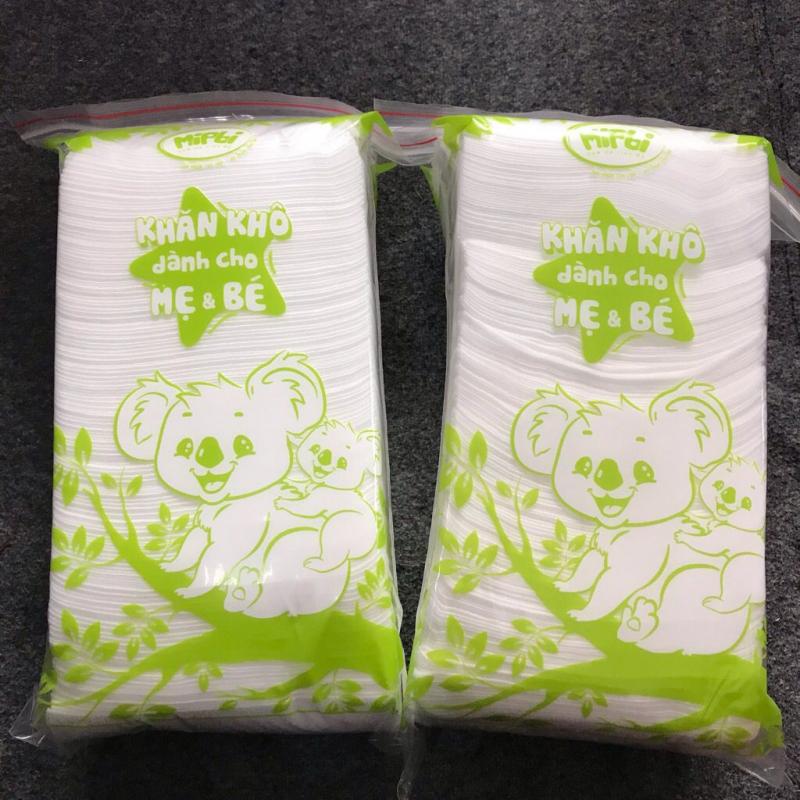 MiPbi
KHĂN KHÔ
dành cho
MẸ & BÉ
MiPbi
KHĂN KHÔ
dành cho
MẸ & BÉ